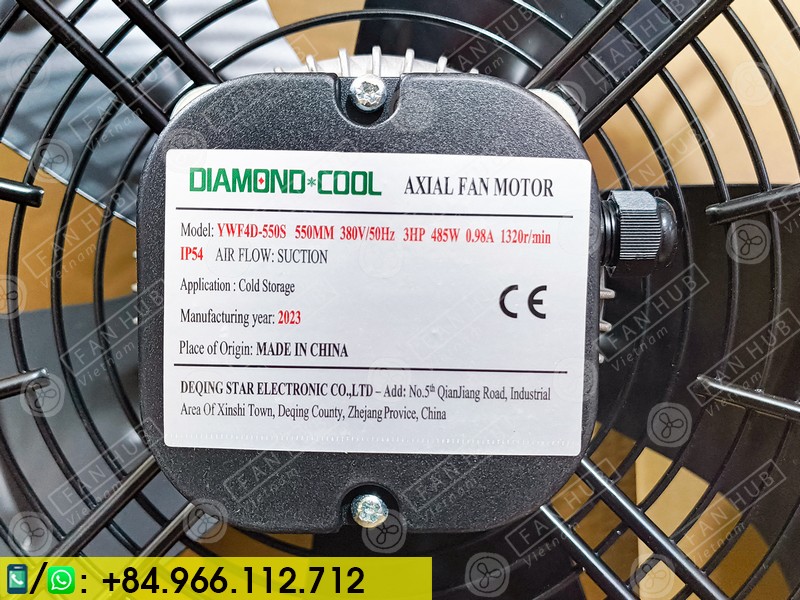 DIAMOND*COOL AXIAL FAN MOTOR
Model: YWF4D-550S 550MM 380V/50Hz 3HP 485W 0.98A 1320r/min
IP54 AIR FLOW: SUCTION
Application : Cold Storage
CE
Manufacturing year: 2023
Place of Origin: MADE IN CHINA
DEQING STAR ELECTRONIC CO.,LTD – Add: No.5th QianJiang Road, Industrial
Area Of Xinshi Town, Deqing County, Zhejang Provice, China
/ : +84.966.112.712
FAN HUB
Vietnam